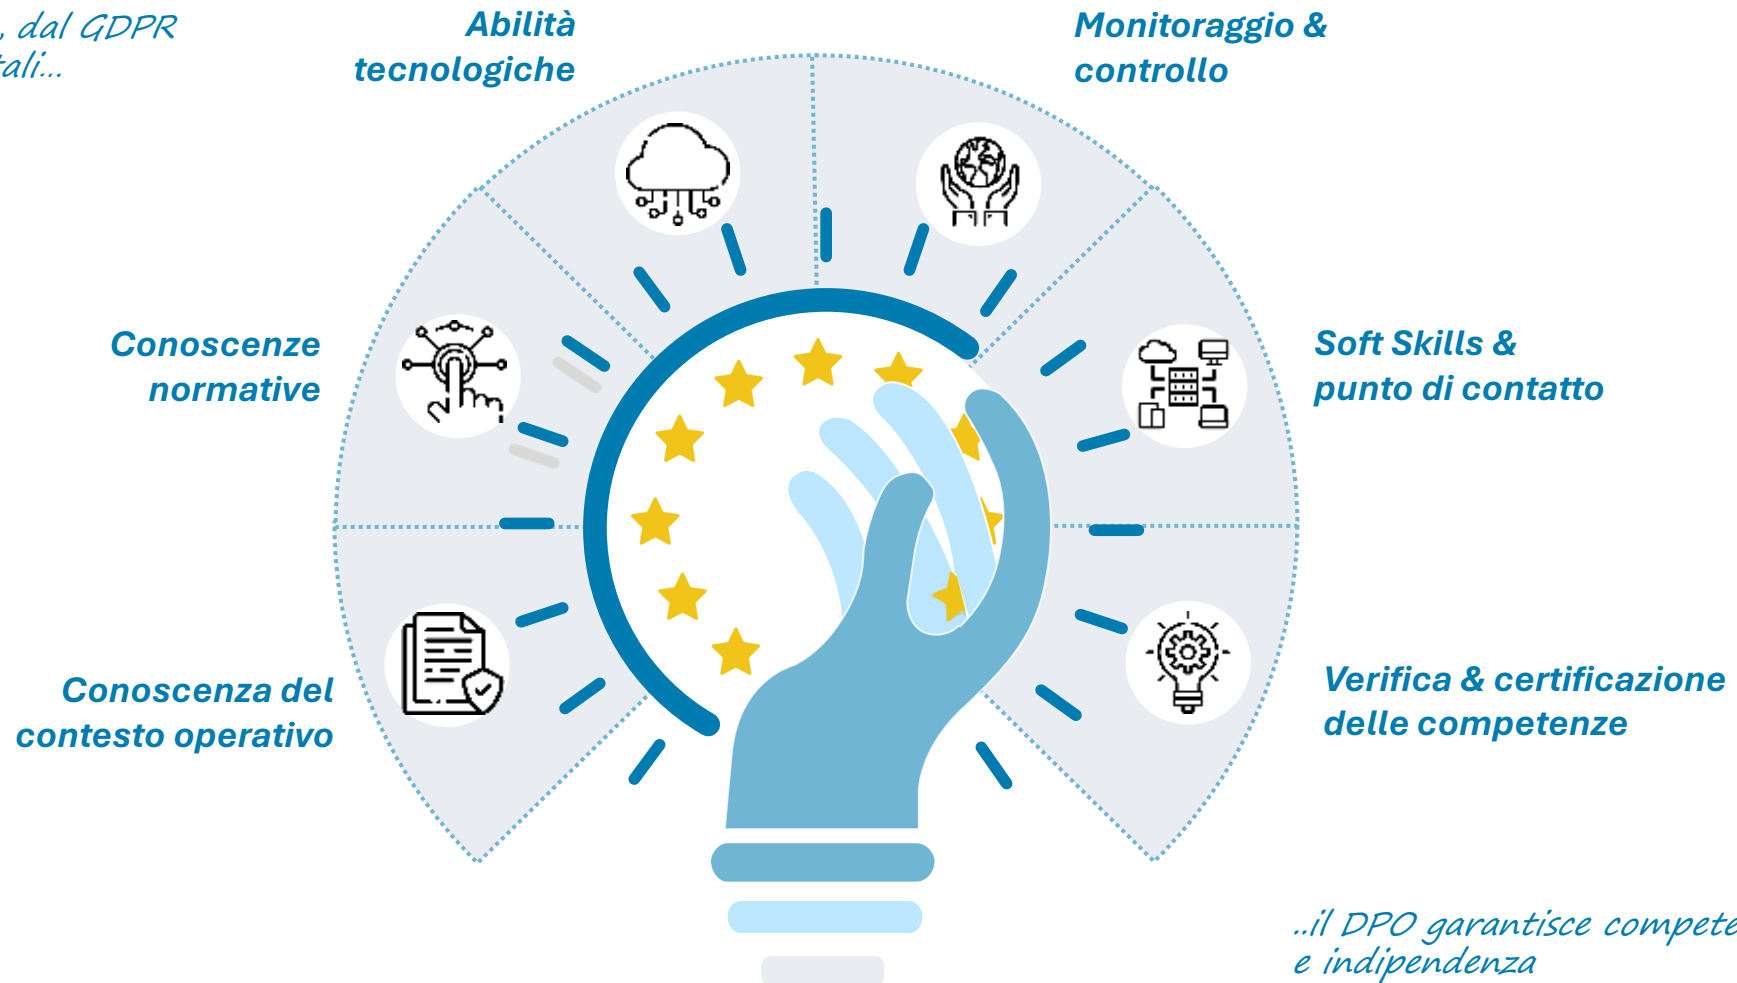 , dal GDPR
tali...
Abilità
tecnologiche
Monitoraggio &
controllo
Conoscenze
normative
Soft Skills &
punto di contatto
Conoscenza del
contesto operativo
Verifica & certificazione
delle competenze
..il DPO garantisce compete
e indipendenza